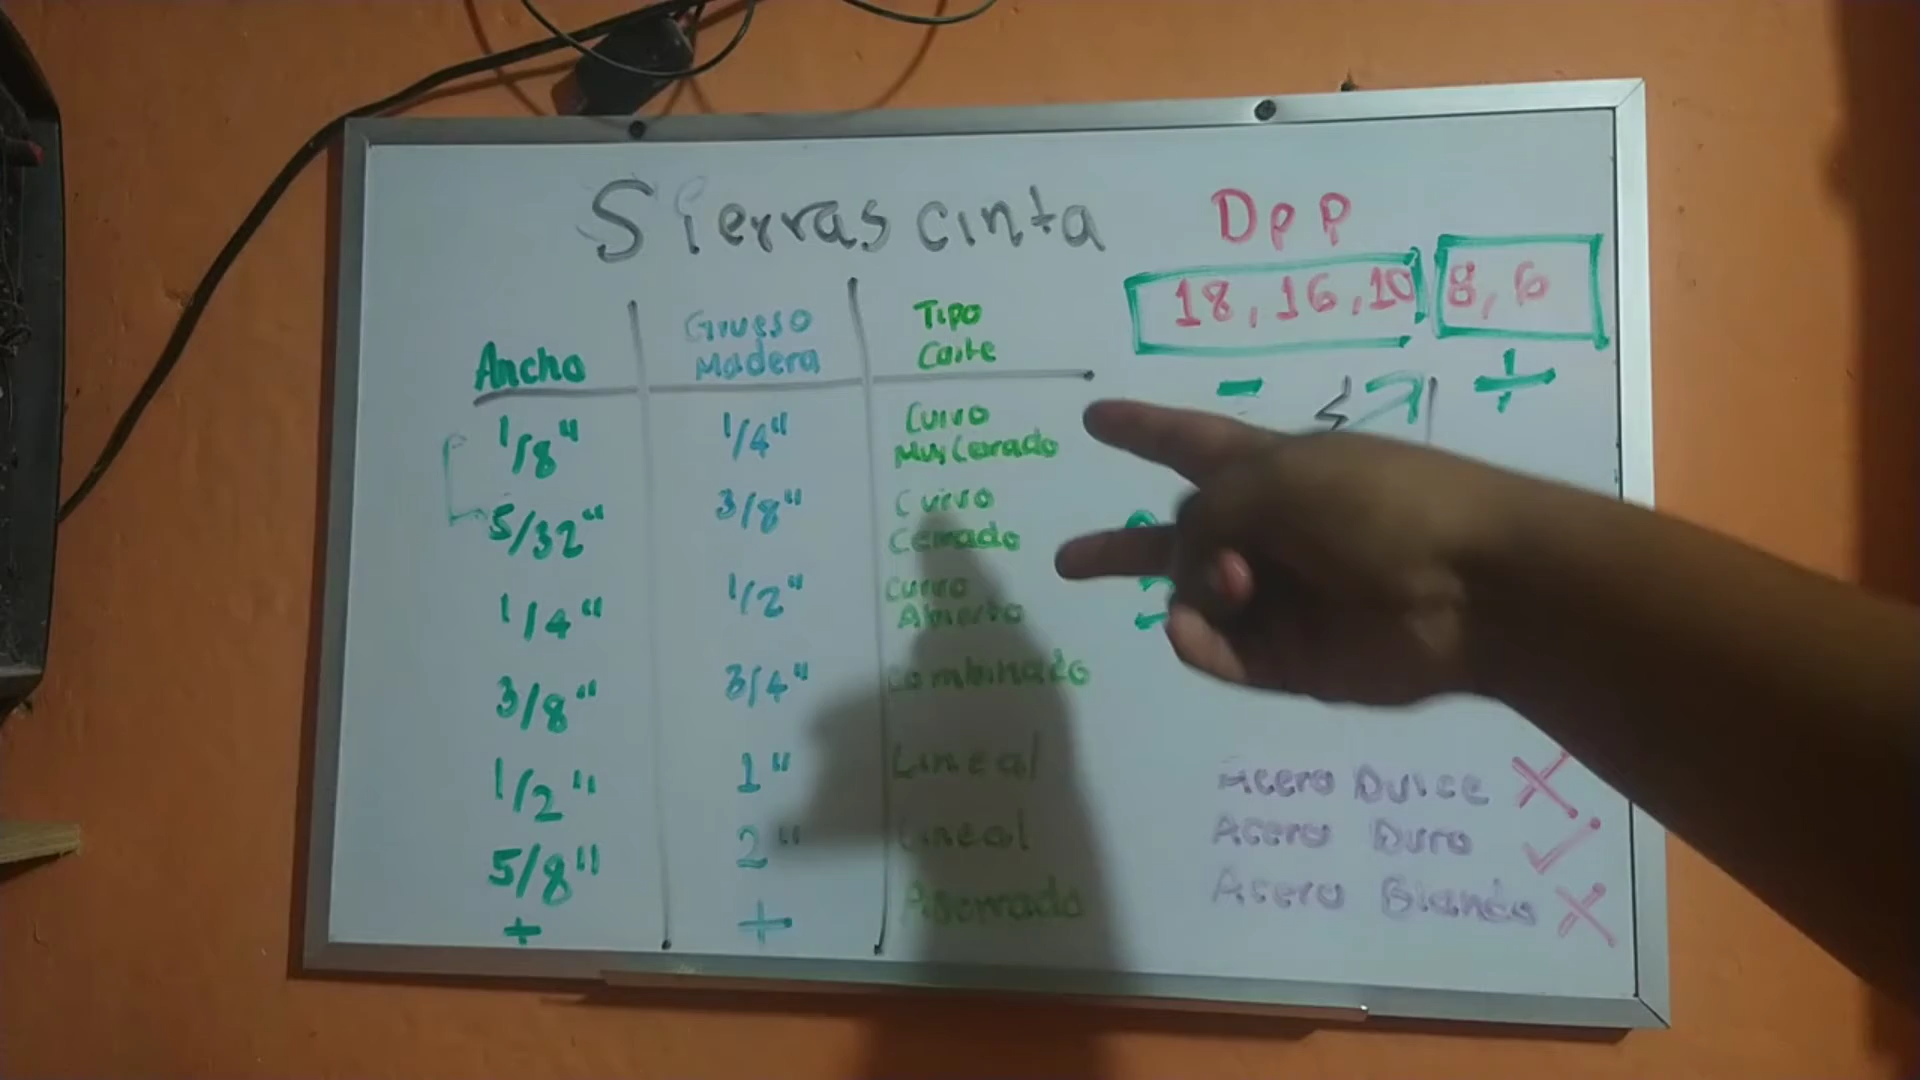 Sierras cinta
Dpp
18, 16, 10 8, 6
- +
Ancho
Grueso
Madera
Tipo
Corte
1/8" 1/4" Curvo
Muy Cerrado
5/32" 3/8" Curvo
Cerrado
1/4" 1/2" Curvo
Abierto
3/8" 3/4" Combinado
1/2" 1" Lineal
5/8" 2" Lineal
+ + Aserrado
Acero Dulce X
Acero Duro ✓
Acero Blando X